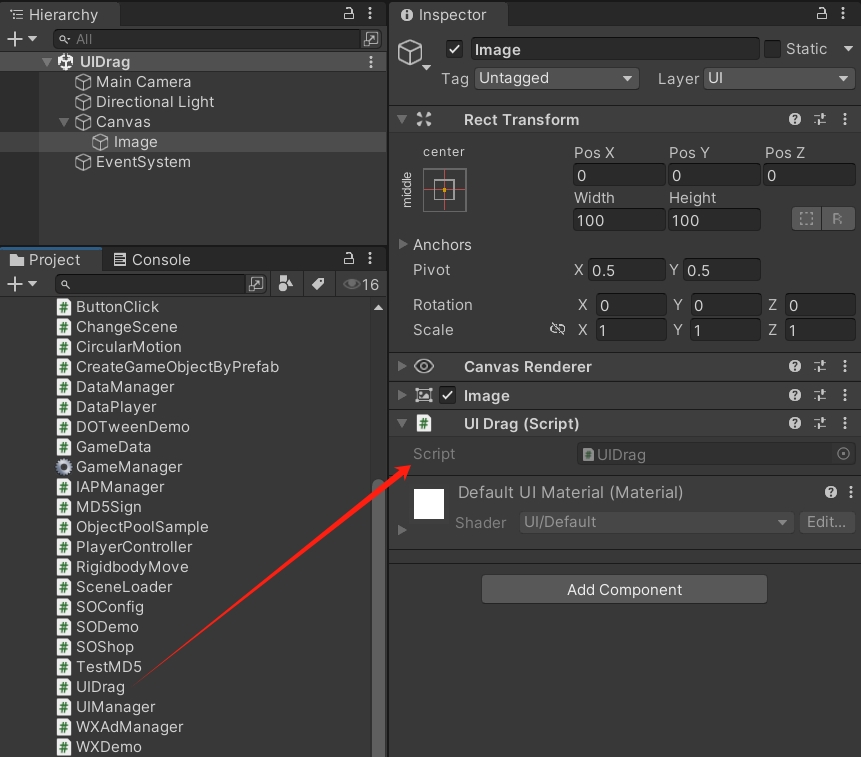 Hierarchy
All
UIDrag
Main Camera
Directional Light
Canvas
Image
EventSystem
Project
Console
16
ButtonClick
ChangeScene
CircularMotion
CreateGameObjectByPrefab
DataManager
DataPlayer
DOTweenDemo
GameData
GameManager
IAPManager
MD5Sign
ObjectPoolSample
PlayerController
RigidbodyMove
SceneLoader
SOConfig
SODemo
SOShop
TestMD5
UIDrag
UIManager
WXAdManager
WXDemo
Inspector
Image Static
Tag Untagged Layer UI
Rect Transform
center
middle
Pos X Pos Y Pos Z
0 0 0
Width Height
100 100 R
Anchors
Pivot X 0.5 Y 0.5
Rotation X 0 Y 0 Z 0
Scale X 1 Y 1 Z 1
Canvas Renderer
Image
# UI Drag (Script)
Script # UIDrag
Default UI Material (Material)
Shader UI/Default Edit...
Add Component